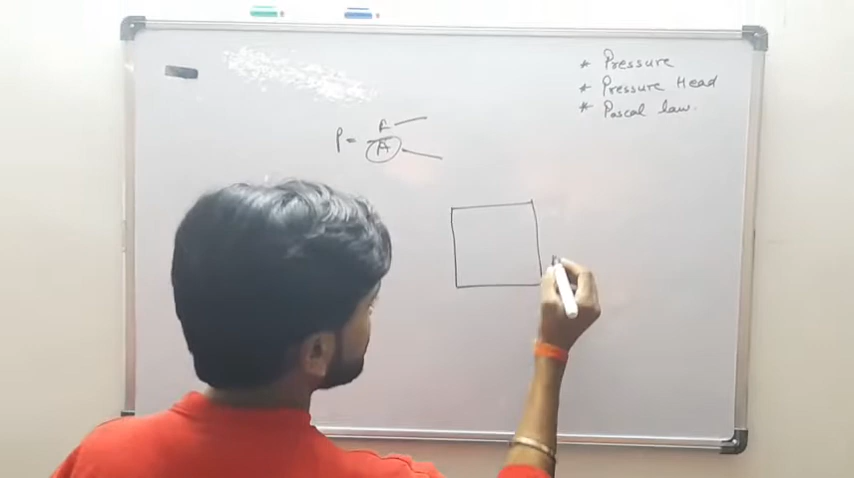 * Pressure
* Pressure Head
* Pascal law.
P = F
A